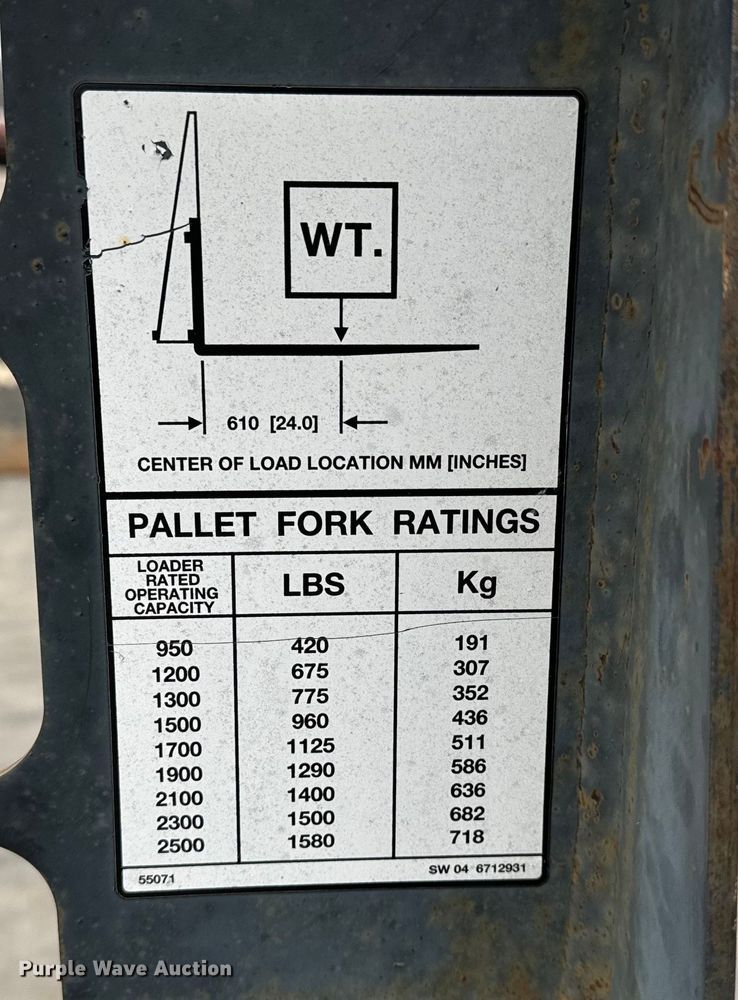 WT.
610 [24.0]
CENTER OF LOAD LOCATION MM [INCHES]
PALLET FORK RATINGS
LOADER
RATED
OPERATING
CAPACITY
LBS
Kg
950 420 191
1200 675 307
1300 775 352
1500 960 436
1700 1125 511
1900 1290 586
2100 1400 636
2300 1500 682
2500 1580 718
55071 SW 04 6712931
Purple Wave Auction